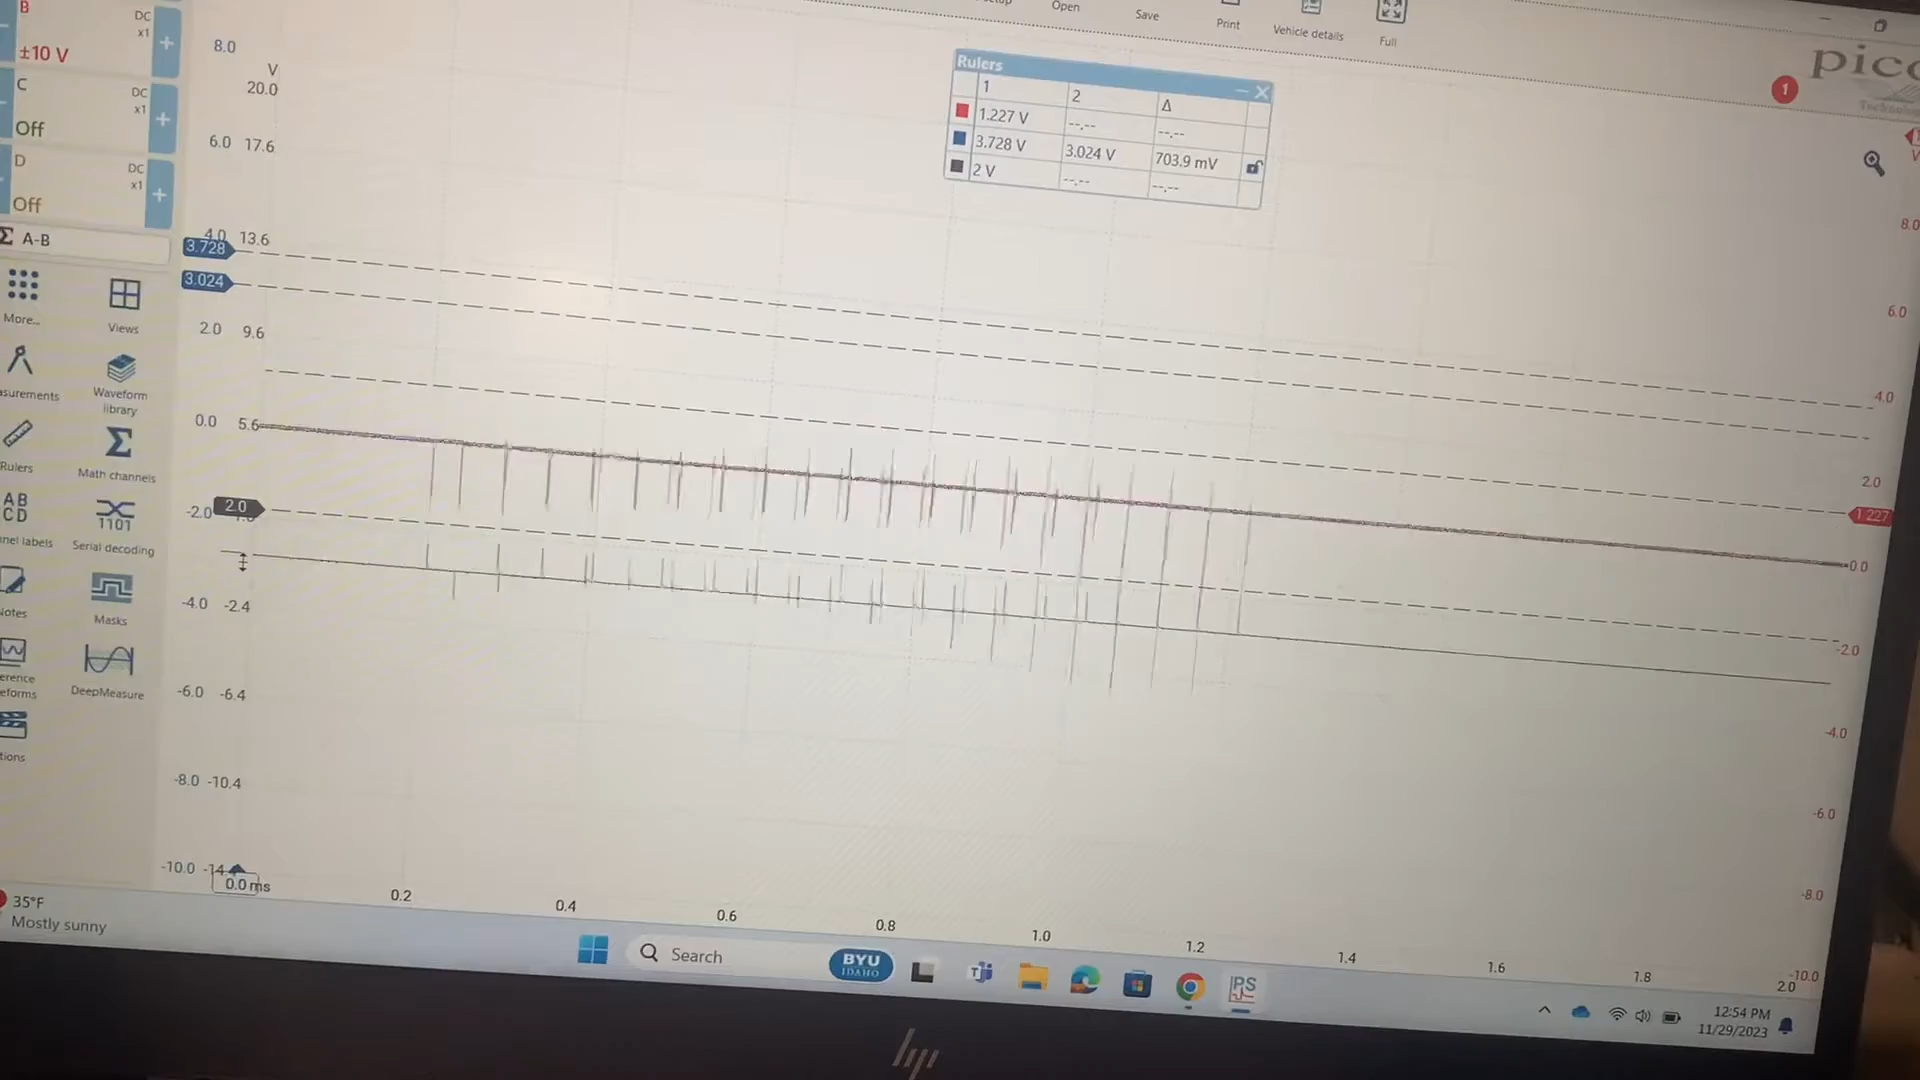 Open
Save
Print
Vehicle details
Full
pico
Technology
1
B
DC
x1
±10 V
C
DC
x1
Off
D
DC
x1
Off
Σ A-B
More...
Views
Waveform
library
Rulers
Math channels
ABCD
1101
Serial decoding
Masks
DeepMeasure
Rulers
1 2 Δ
1.227 V --.-- --.--
3.728 V 3.024 V 703.9 mV
2 V --.-- --.--
V
8.0 20.0
6.0 17.6
4.0 13.6
3.728
3.024
2.0 9.6
0.0 5.6
-2.0
2.0
-4.0 -2.4
-6.0 -6.4
-8.0 -10.4
-10.0
0.0 ms
0.2 0.4 0.6 0.8 1.0 1.2 1.4 1.6 1.8 2.0
8.0
6.0
4.0
2.0
1.227
0.0
-2.0
-4.0
-6.0
-8.0
-10.0
35°F
Mostly sunny
Search
BYU
IDAHO
T
PS
12:54 PM
11/29/2023
hp